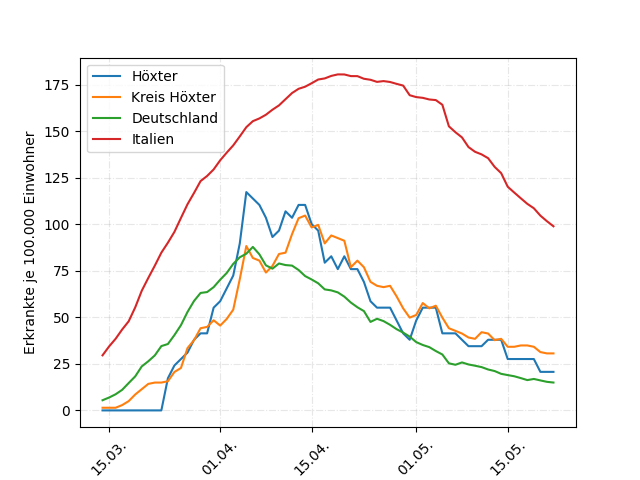 Höxter
Kreis Höxter
Deutschland
Italien
Erkrankte je 100.000 Einwohner
175
150
125
100
75
50
25
0
15.03.
01.04.
15.04.
01.05.
15.05.